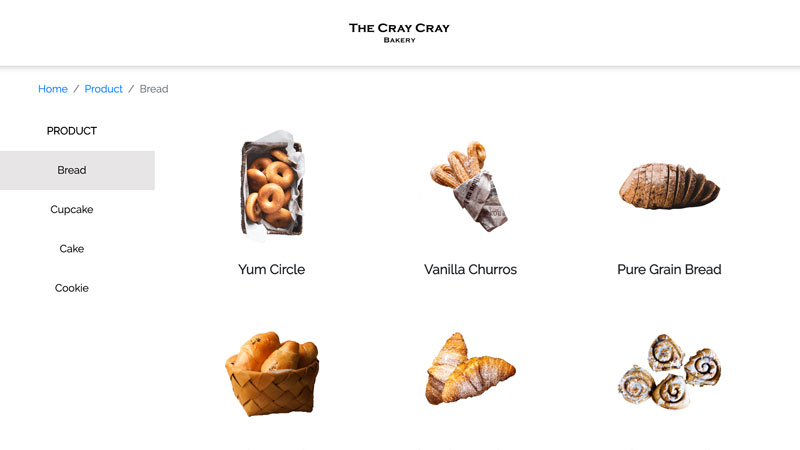 THE CRAY CRAY
BAKERY
Home / Product / Bread
PRODUCT
Bread
Cupcake
Cake
Cookie
Yum Circle
Vanilla Churros
Pure Grain Bread